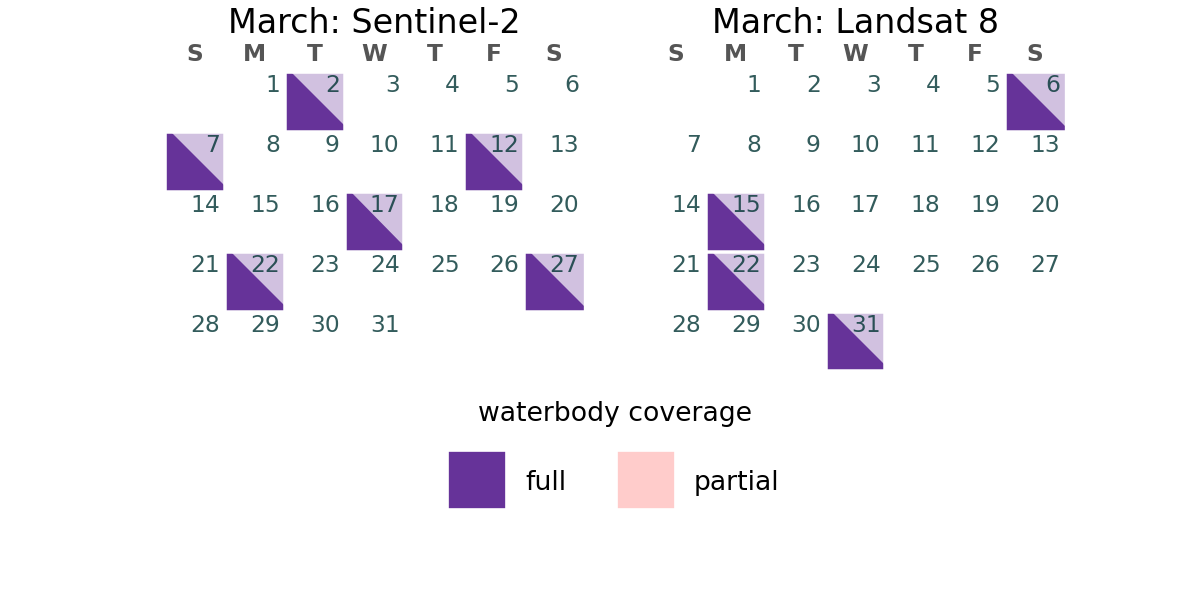 March: Sentinel-2
S M T W T F S
1 2 3 4 5 6
7 8 9 10 11 12 13
14 15 16 17 18 19 20
21 22 23 24 25 26 27
28 29 30 31
March: Landsat 8
S M T W T F S
1 2 3 4 5 6
7 8 9 10 11 12 13
14 15 16 17 18 19 20
21 22 23 24 25 26 27
28 29 30 31
waterbody coverage
full partial